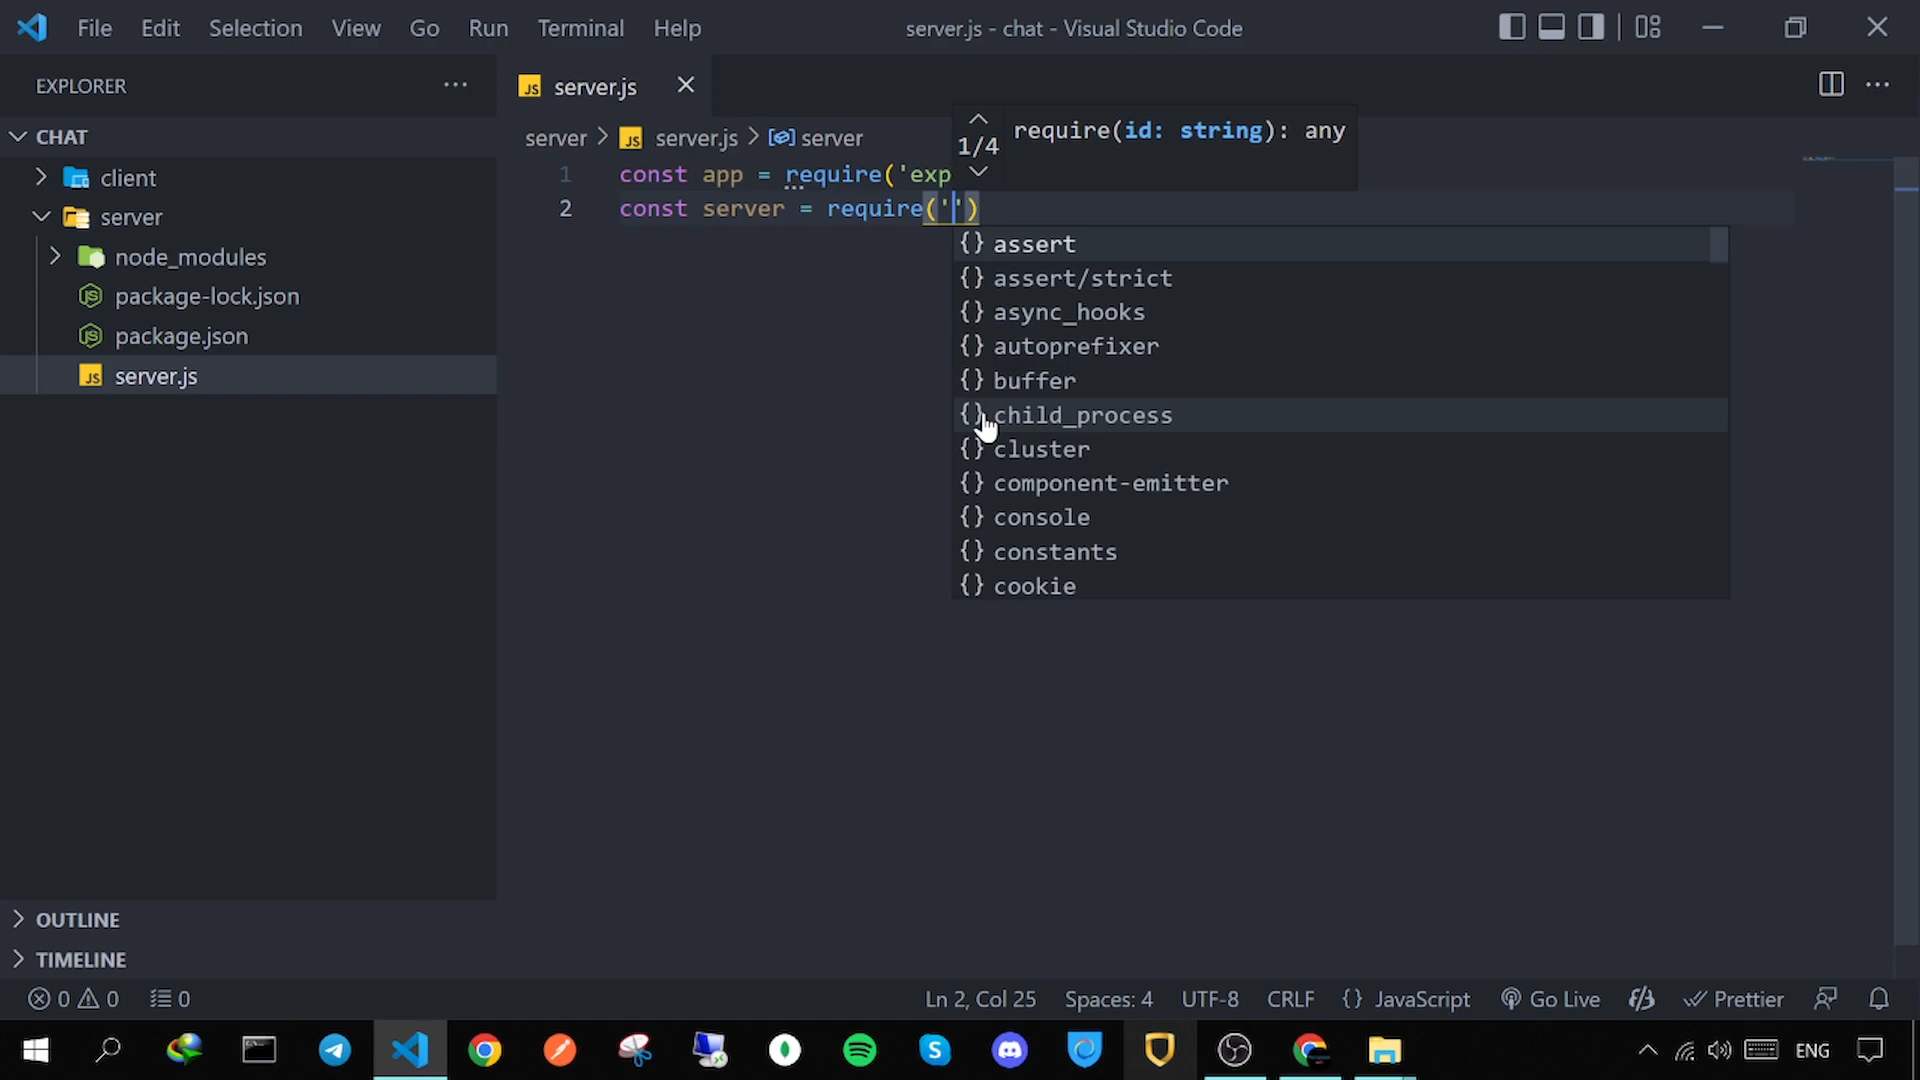 File Edit Selection View Go Run Terminal Help server.js - chat - Visual Studio Code
EXPLORER
CHAT
client
server
node_modules
package-lock.json
package.json
JS server.js
OUTLINE
TIMELINE
JS server.js
server > JS server.js > server
1/4 require(id: string): any
1 const app = require('exp
2 const server = require('')
{} assert
{} assert/strict
{} async_hooks
{} autoprefixer
{} buffer
{} child_process
{} cluster
{} component-emitter
{} console
{} constants
{} cookie
0 0 0 Ln 2, Col 25 Spaces: 4 UTF-8 CRLF {} JavaScript Go Live Prettier
S ENG